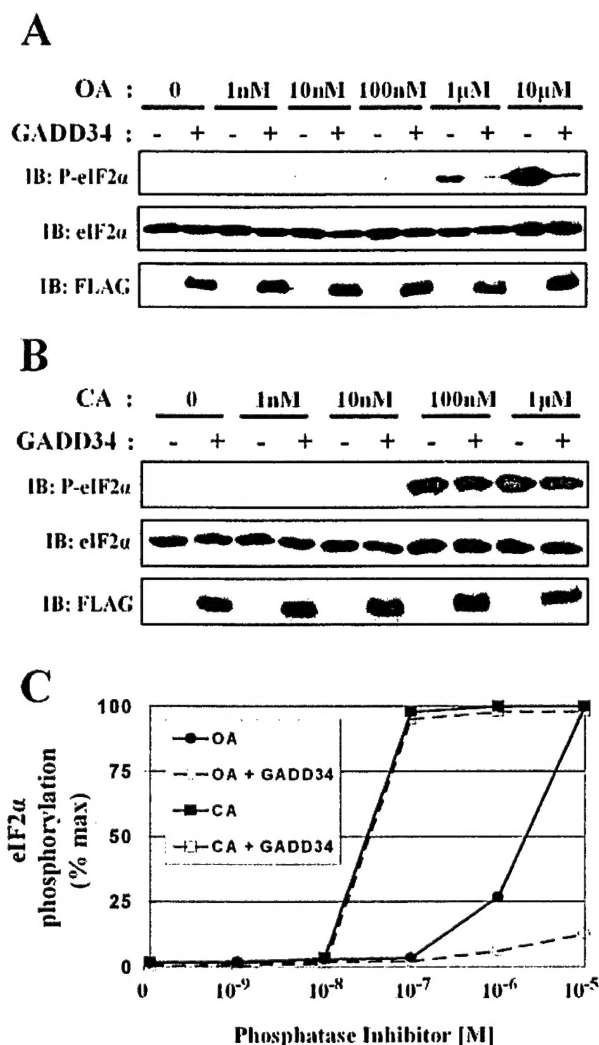 A
OA : 0 1nM 10nM 100nM 1μM 10μM
GADD34 : - + - + - + - + - + - +
IB: P-eIF2α
IB: eIF2α
IB: FLAG
B
CA : 0 1nM 10nM 100nM 1μM
GADD34 : - + - + - + - + - +
IB: P-eIF2α
IB: eIF2α
IB: FLAG
C
eIF2α
phosphorylation
(% max)
100
75
50
25
0
OA
OA + GADD34
CA
CA + GADD34
0 10-9 10-8 10-7 10-6 10-5
Phosphatase Inhibitor [M]